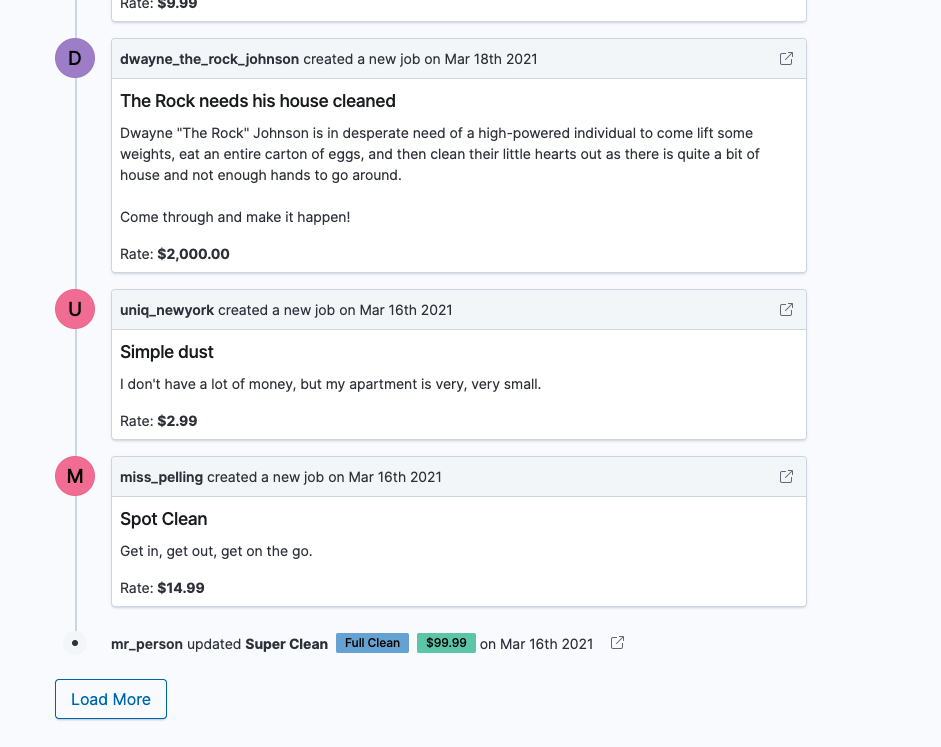 Rate: $9.99
D
dwayne_the_rock_johnson created a new job on Mar 18th 2021
The Rock needs his house cleaned
Dwayne "The Rock" Johnson is in desperate need of a high-powered individual to come lift some
weights, eat an entire carton of eggs, and then clean their little hearts out as there is quite a bit of
house and not enough hands to go around.
Come through and make it happen!
Rate: $2,000.00
U
uniq_newyork created a new job on Mar 16th 2021
Simple dust
I don't have a lot of money, but my apartment is very, very small.
Rate: $2.99
M
miss_pelling created a new job on Mar 16th 2021
Spot Clean
Get in, get out, get on the go.
Rate: $14.99
mr_person updated Super Clean Full Clean $99.99 on Mar 16th 2021
Load More